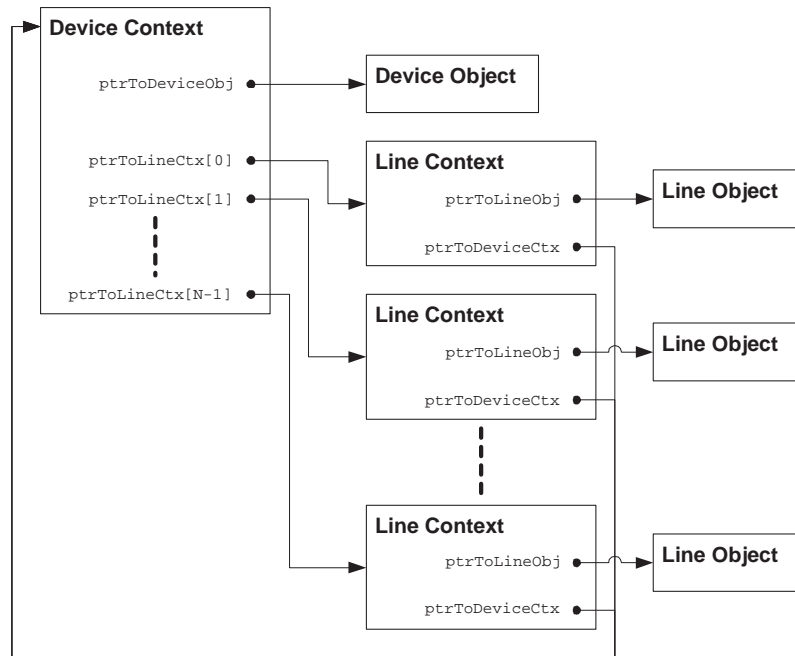 Device Context
ptrToDeviceObj
Device Object
ptrToLineCtx[0]
ptrToLineCtx[1]
ptrToLineCtx[N-1]
Line Context
ptrToLineObj
ptrToDeviceCtx
Line Object
Line Context
ptrToLineObj
ptrToDeviceCtx
Line Object
Line Context
ptrToLineObj
ptrToDeviceCtx
Line Object